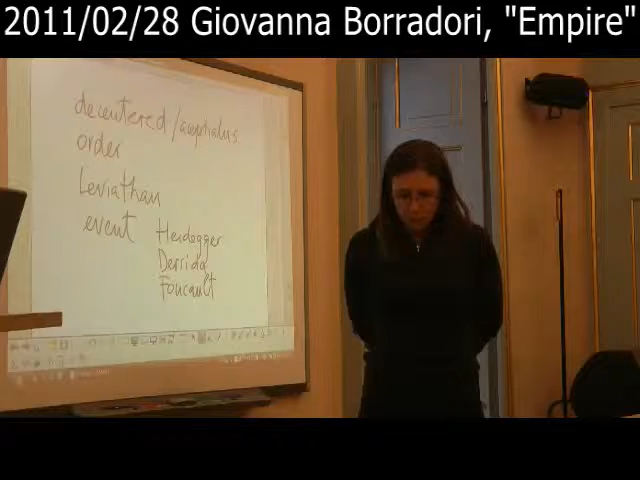 2011/02/28 Giovanna Borradori, "Empire"
decentered/acephalus
order
Leviathan
event Heidegger
Derrida
Foucault